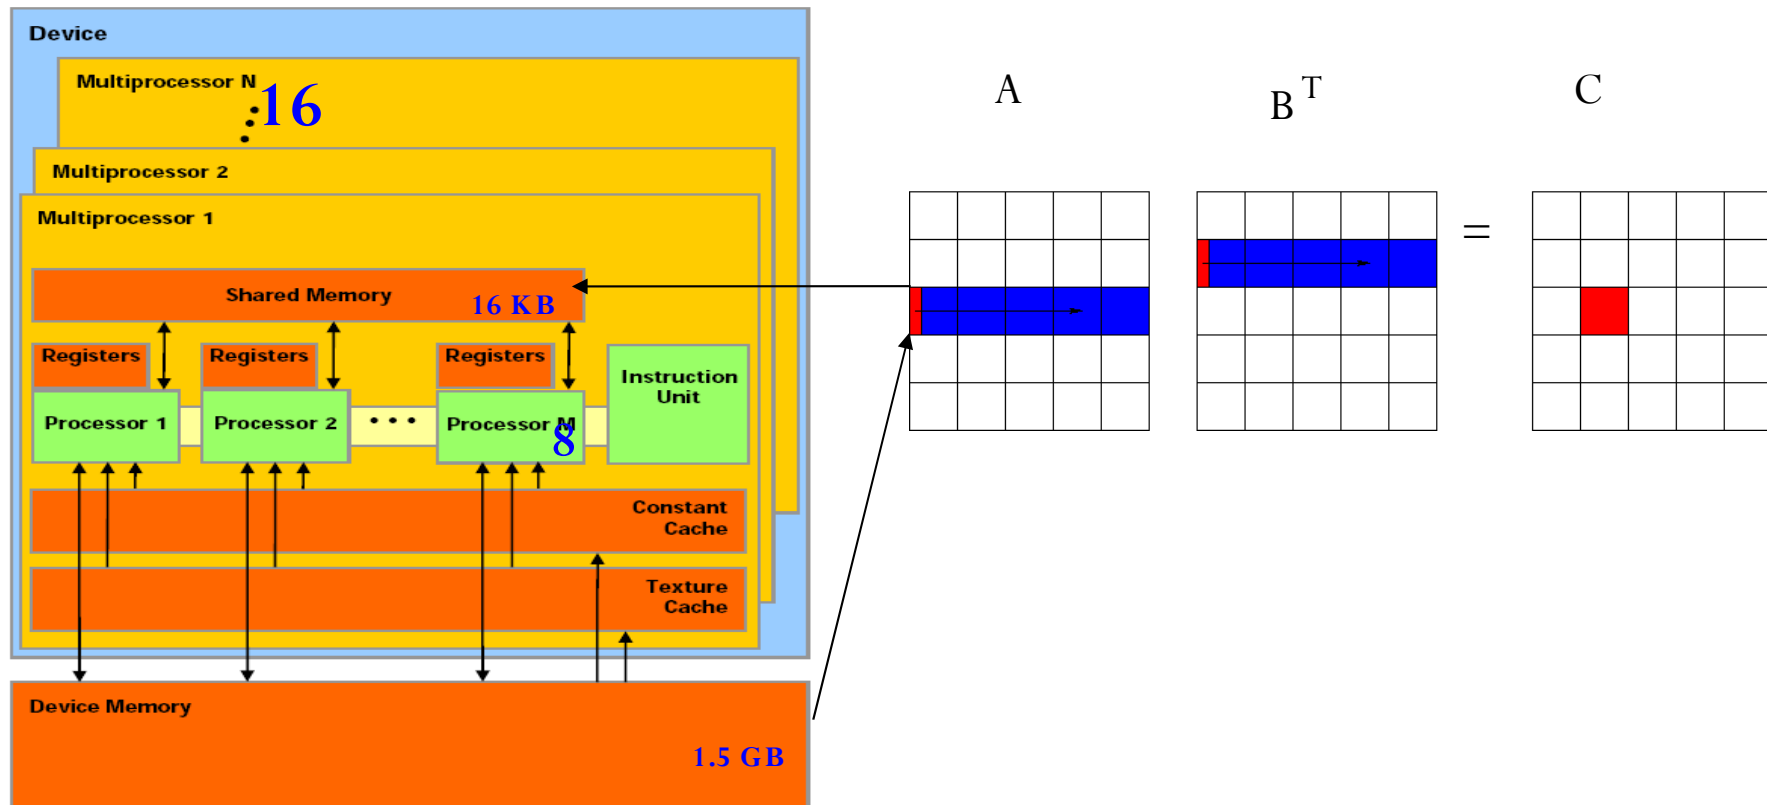 Device
Multiprocessor N
16
Multiprocessor 2
Multiprocessor 1
Shared Memory
16 KB
Registers
Registers
Registers
Instruction
Unit
Processor 1
Processor 2
Processor M
8
Constant
Cache
Texture
Cache
Device Memory
1.5 GB
A
B T
C
=